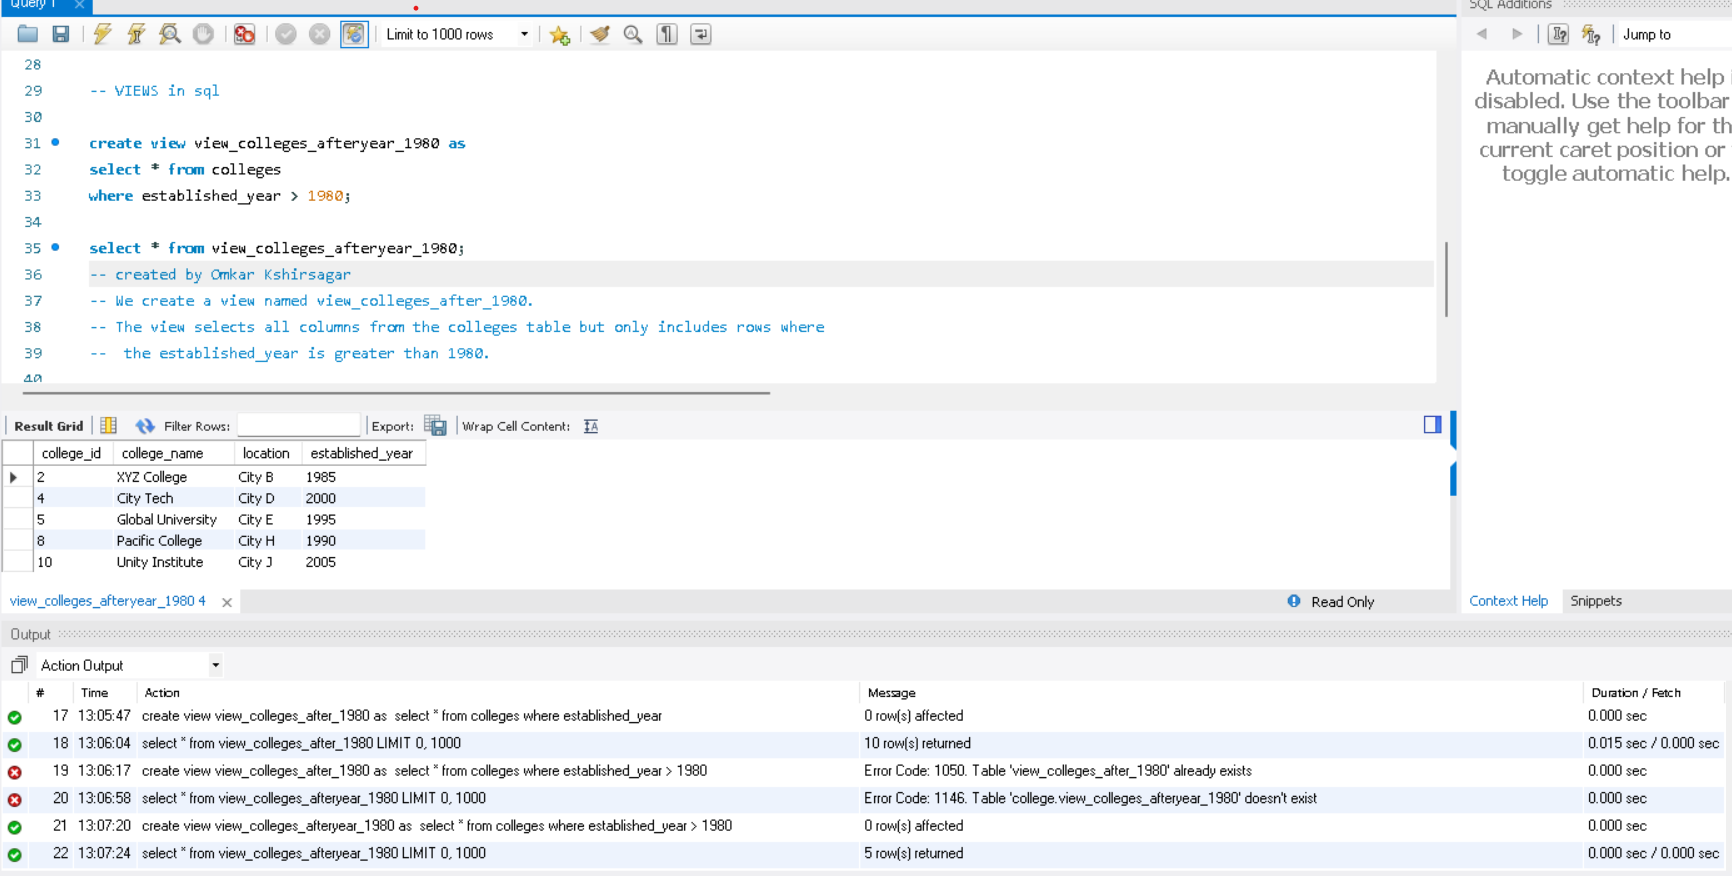 Query 1
SQL Additions
Limit to 1000 rows
Jump to
28
29 -- VIEWS in sql
30
31 create view view_colleges_afteryear_1980 as
32 select * from colleges
33 where established_year > 1980;
34
35 select * from view_colleges_afteryear_1980;
36 -- created by Omkar Kshirsagar
37 -- We create a view named view_colleges_after_1980.
38 -- The view selects all columns from the colleges table but only includes rows where
39 --  the established_year is greater than 1980.
40
Automatic context help
disabled. Use the toolbar
manually get help for
current caret position or
toggle automatic help.
Result Grid Filter Rows: Export: Wrap Cell Content:
college_id college_name location established_year
2 XYZ College City B 1985
4 City Tech City D 2000
5 Global University City E 1995
8 Pacific College City H 1990
10 Unity Institute City J 2005
view_colleges_afteryear_1980 4
Read Only
Context Help Snippets
Output
Action Output
# Time Action Message Duration / Fetch
17 13:05:47 create view view_colleges_after_1980 as select * from colleges where established_year 0 row(s) affected 0.000 sec
18 13:06:04 select * from view_colleges_after_1980 LIMIT 0, 1000 10 row(s) returned 0.015 sec / 0.000 sec
19 13:06:17 create view view_colleges_after_1980 as select * from colleges where established_year > 1980 Error Code: 1050. Table 'view_colleges_after_1980' already exists 0.000 sec
20 13:06:58 select * from view_colleges_afteryear_1980 LIMIT 0, 1000 Error Code: 1146. Table 'college.view_colleges_afteryear_1980' doesn't exist 0.000 sec
21 13:07:20 create view view_colleges_afteryear_1980 as select * from colleges where established_year > 1980 0 row(s) affected 0.000 sec
22 13:07:24 select * from view_colleges_afteryear_1980 LIMIT 0, 1000 5 row(s) returned 0.000 sec / 0.000 sec